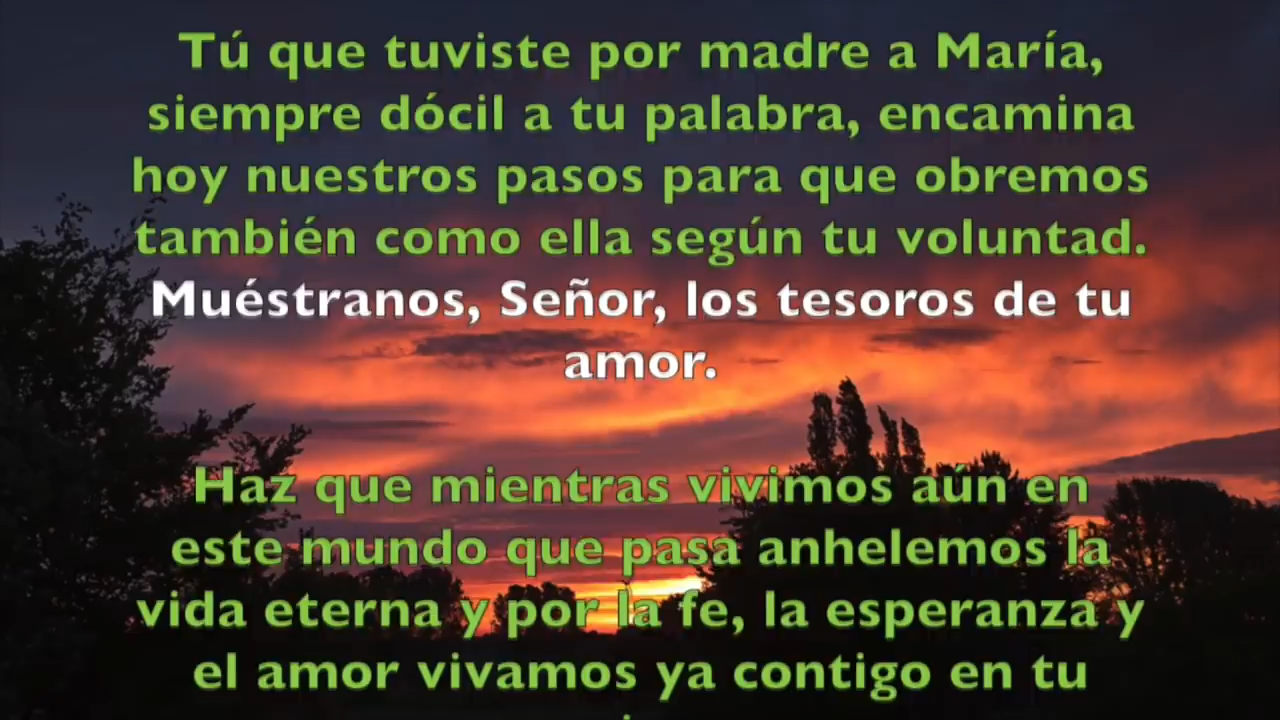 Tú que tuviste por madre a María,
siempre dócil a tu palabra, encamina
hoy nuestros pasos para que obremos
también como ella según tu voluntad.
Muéstranos, Señor, los tesoros de tu
amor.
Haz que mientras vivimos aún en
este mundo que pasa anhelemos la
vida eterna y por la fe, la esperanza y
el amor vivamos ya contigo en tu